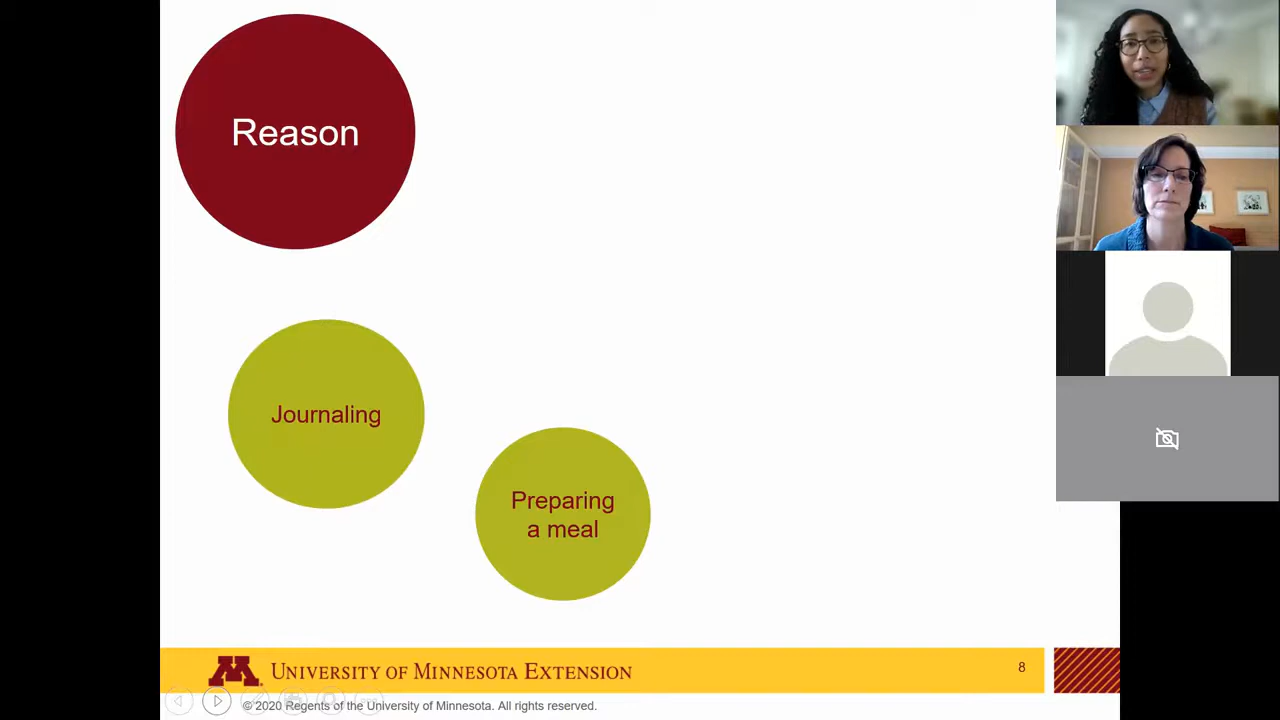 Reason
Journaling
Preparing
a meal
M
UNIVERSITY OF MINNESOTA EXTENSION
8
© 2020 Regents of the University of Minnesota. All rights reserved.